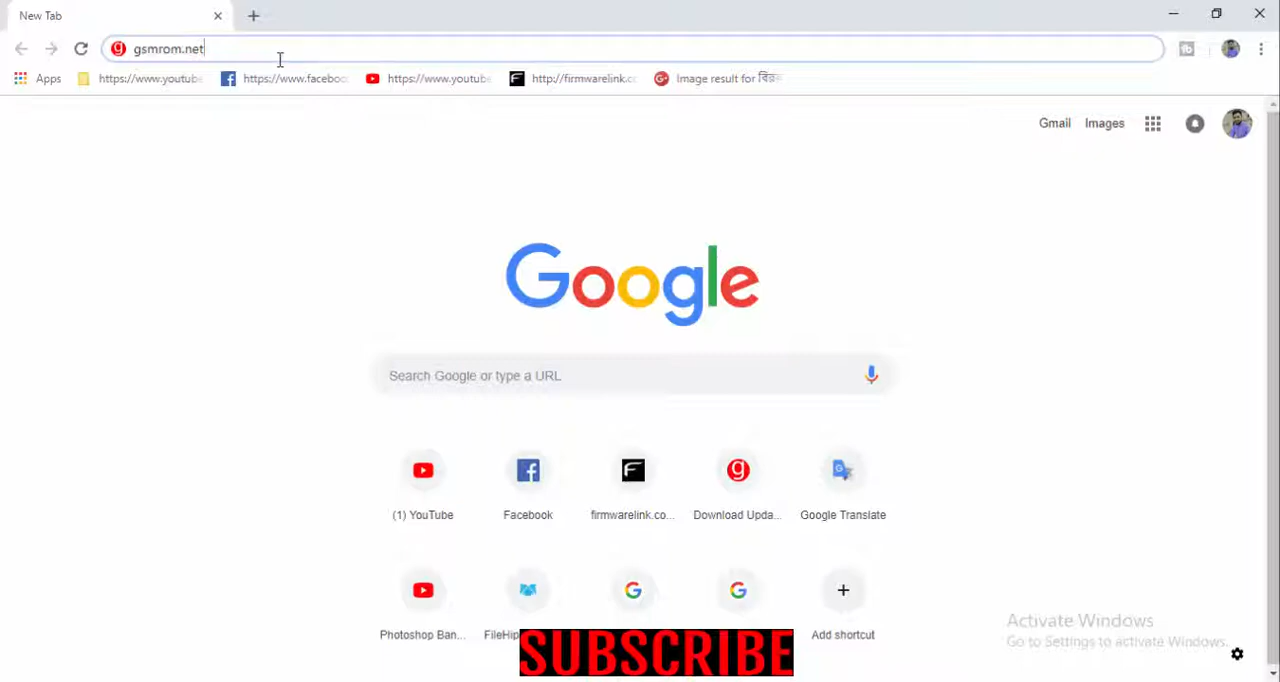 New Tab
gsmrom.net
Apps
https://www.youtube
https://www.faceboo
https://www.youtube
http://firmwarelink.co
Image result for বিজয়
Gmail
Images
Google
Search Google or type a URL
(1) YouTube
Facebook
firmwarelink.co...
Download Upda...
Google Translate
Photoshop Ban...
FileHip
Add shortcut
SUBSCRIBE
Activate Windows
Go to Settings to activate Windows.